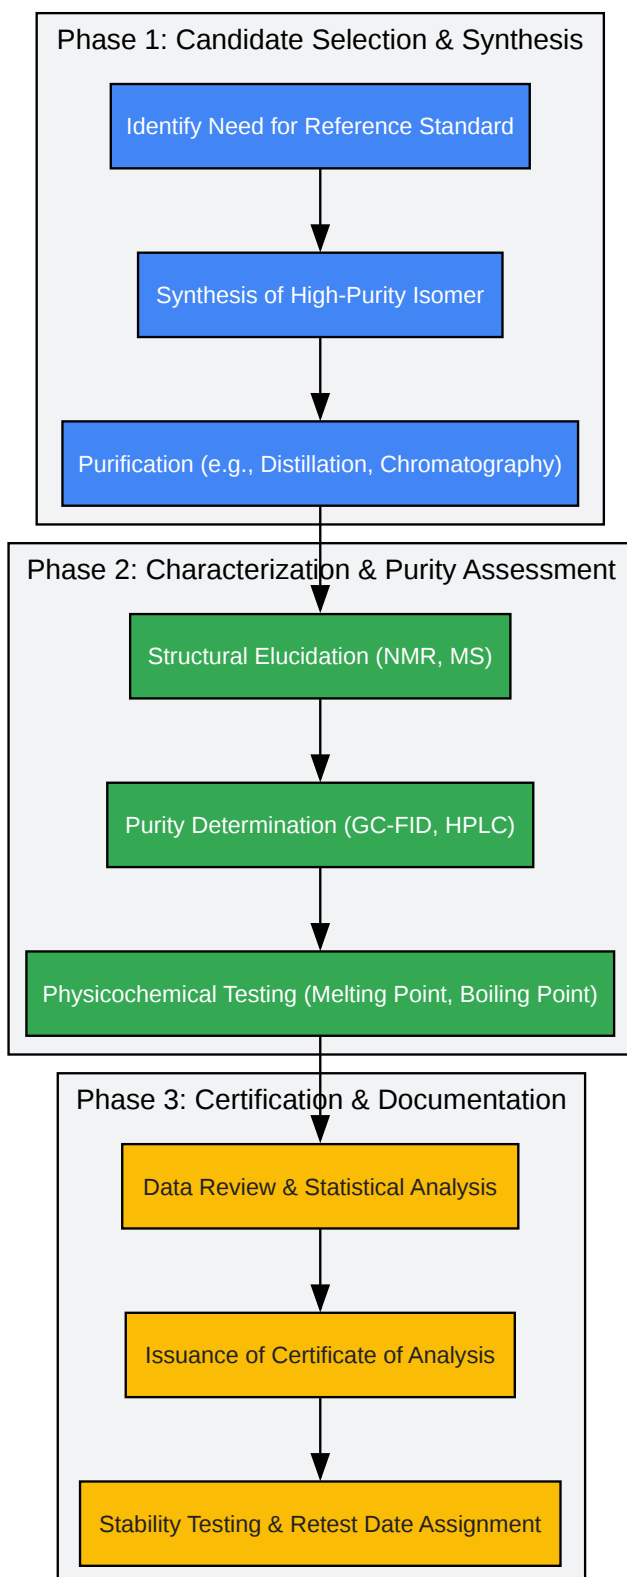 Phase 1: Candidate Selection & Synthesis
Identify Need for Reference Standard
Synthesis of High-Purity Isomer
Purification (e.g., Distillation, Chromatography)
Phase 2: Characterization & Purity Assessment
Structural Elucidation (NMR, MS)
Purity Determination (GC-FID, HPLC)
Physicochemical Testing (Melting Point, Boiling Point)
Phase 3: Certification & Documentation
Data Review & Statistical Analysis
Issuance of Certificate of Analysis
Stability Testing & Retest Date Assignment